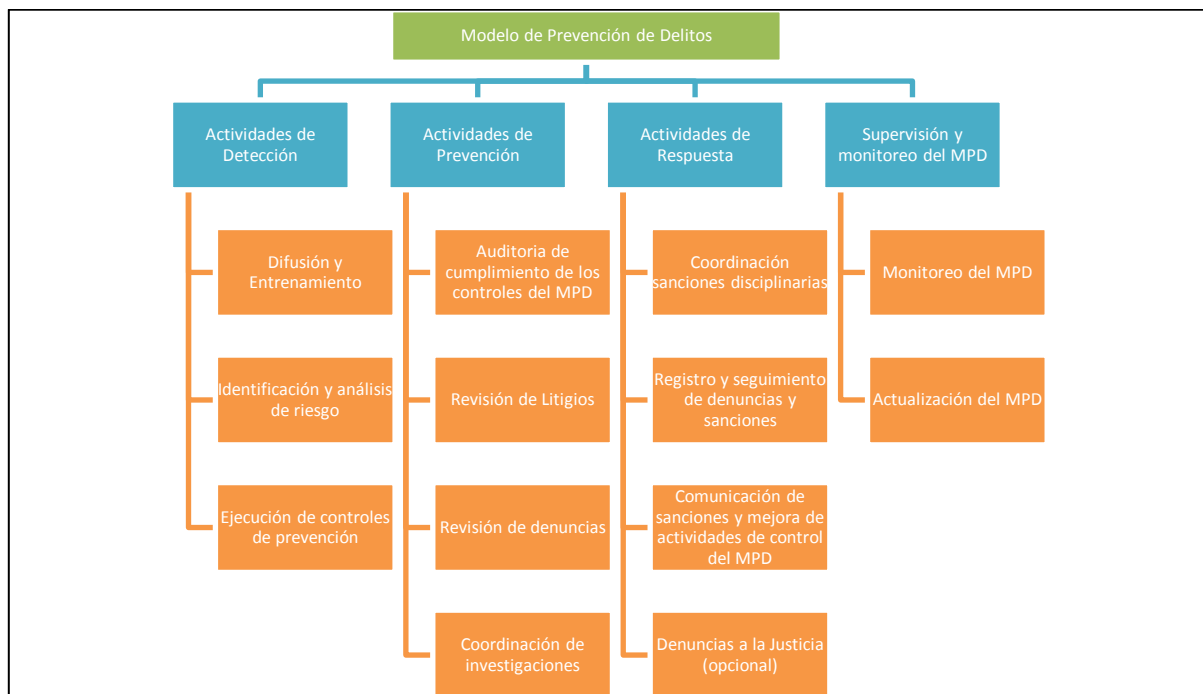 Modelo de Prevención de Delitos
Actividades de
Detección
Actividades de
Prevención
Actividades de
Respuesta
Supervisión y
monitoreo del MPD
Difusión y
Entrenamiento
Identificación y análisis
de riesgo
Ejecución de controles
de prevención
Auditoria de
cumplimiento de los
controles del MPD
Revisión de Litigios
Revisión de denuncias
Coordinación de
investigaciones
Coordinación
sanciones disciplinarias
Registro y seguimiento
de denuncias y
sanciones
Comunicación de
sanciones y mejora de
actividades de control
del MPD
Denuncias a la Justicia
(opcional)
Monitoreo del MPD
Actualización del MPD